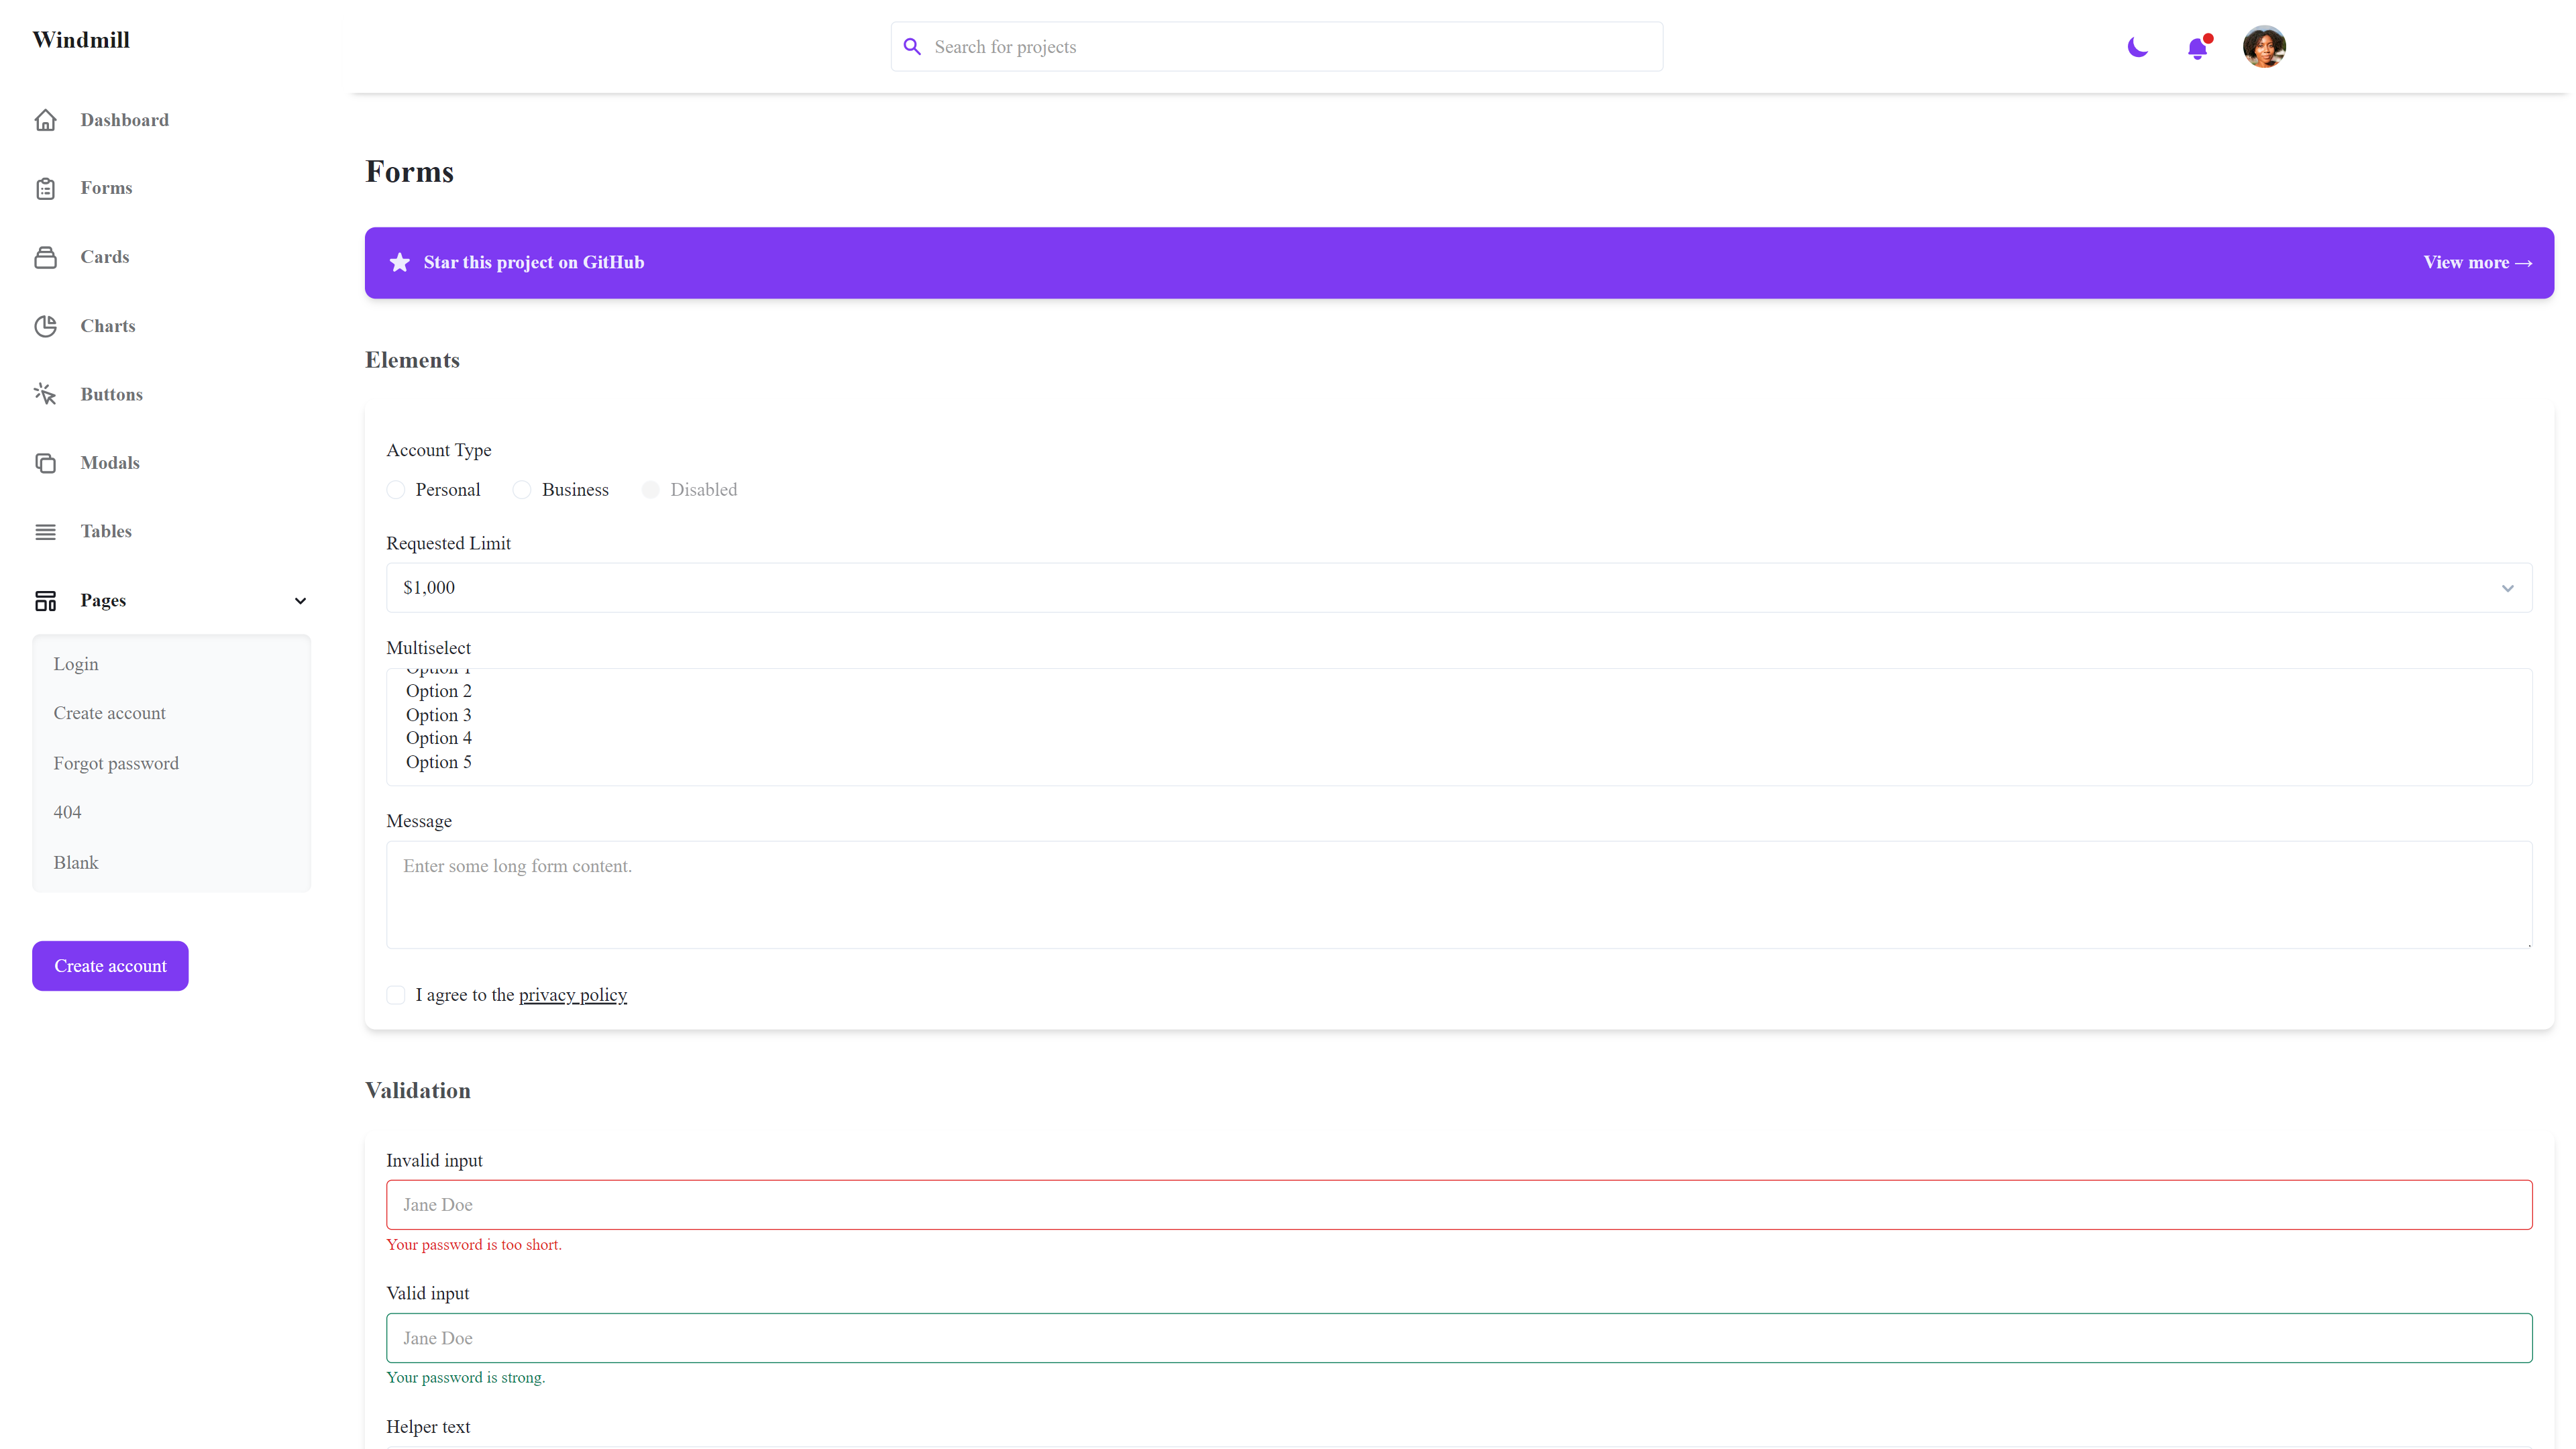 Windmill
Search for projects
Dashboard
Forms
Cards
Charts
Buttons
Modals
Tables
Pages
Login
Create account
Forgot password
404
Blank
Create account
Forms
Star this project on GitHub
View more →
Elements
Account Type
Personal Business Disabled
Requested Limit
$1,000
Multiselect
Option 1
Option 2
Option 3
Option 4
Option 5
Message
Enter some long form content.
I agree to the privacy policy
Validation
Invalid input
Jane Doe
Your password is too short.
Valid input
Jane Doe
Your password is strong.
Helper text